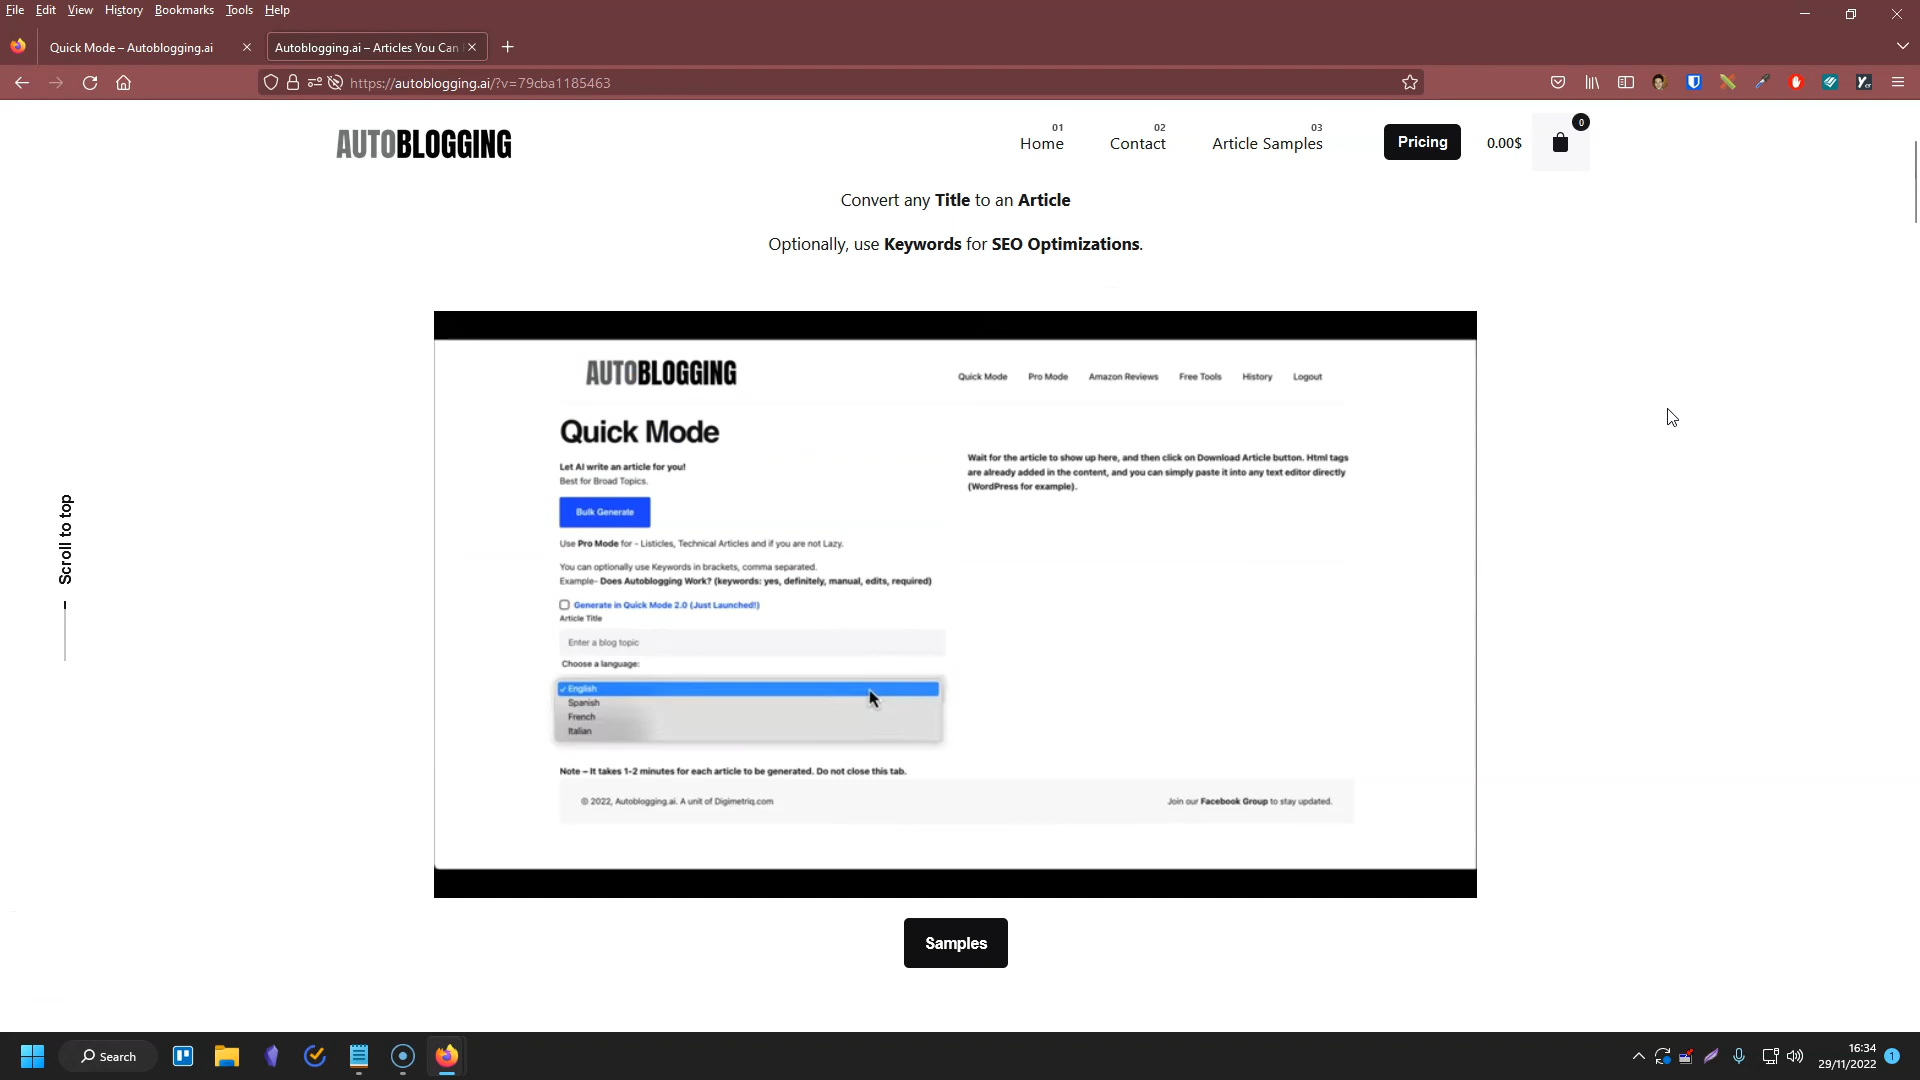 File Edit View History Bookmarks Tools Help
Quick Mode – Autoblogging.ai
Autoblogging.ai – Articles You Can
https://autoblogging.ai/?v=79cba1185463
AUTOBLOGGING
01
Home
02
Contact
03
Article Samples
Pricing
0.00$
0
Convert any Title to an Article
Optionally, use Keywords for SEO Optimizations.
AUTOBLOGGING
Quick Mode Pro Mode Amazon Reviews Free Tools History Logout
Quick Mode
Let AI write an article for you!
Best for Broad Topics.
Bulk Generate
Use Pro Mode for - Listicles, Technical Articles and if you are not Lazy.
You can optionally use Keywords in brackets, comma separated.
Example- Does Autoblogging Work? (keywords: yes, definitely, manual, edits, required)
Generate in Quick Mode 2.0 (Just Launched!)
Article Title
Enter a blog topic
Choose a language:
✓ English
Spanish
French
Italian
Note – It takes 1-2 minutes for each article to be generated. Do not close this tab.
Wait for the article to show up here, and then click on Download Article button. Html tags
are already added in the content, and you can simply paste it into any text editor directly
(WordPress for example).
© 2022, Autoblogging.ai. A unit of Digimetriq.com
Join our Facebook Group to stay updated.
Scroll to top
Samples
Search
16:34
29/11/2022
1